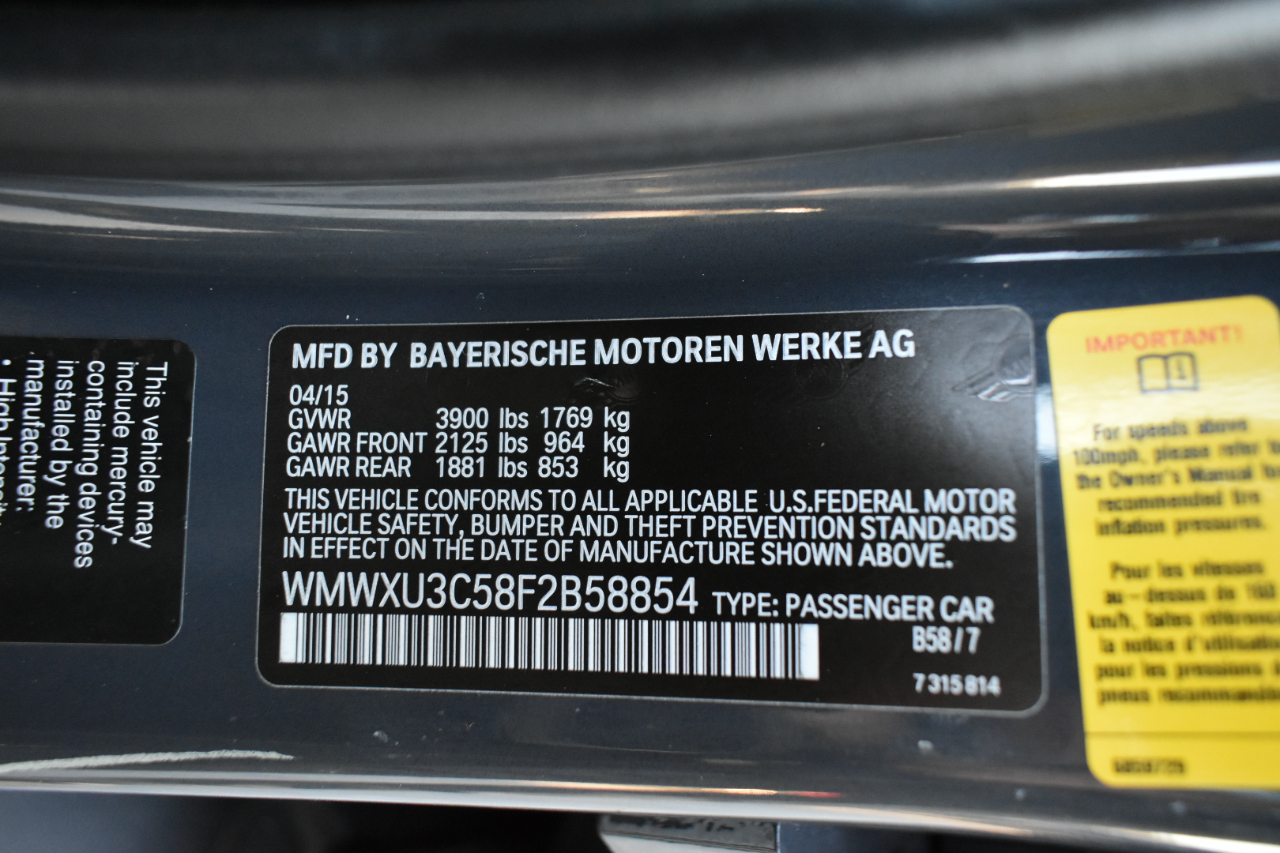 This vehicle may
include mercury-
containing devices
installed by the
manufacturer:
• High Intensity
MFD BY BAYERISCHE MOTOREN WERKE AG
04/15
GVWR 3900 lbs 1769 kg
GAWR FRONT 2125 lbs 964 kg
GAWR REAR 1881 lbs 853 kg
THIS VEHICLE CONFORMS TO ALL APPLICABLE U.S.FEDERAL MOTOR
VEHICLE SAFETY, BUMPER AND THEFT PREVENTION STANDARDS
IN EFFECT ON THE DATE OF MANUFACTURE SHOWN ABOVE.
WMWXU3C58F2B58854 TYPE: PASSENGER CAR
B58/7
7 315 814
IMPORTANT!
For speeds above
100mph, please refer
the Owner's Manual
recommended tire
inflation pressures.
Pour les vitesses
au-dessus de 160
km/h, faites
la notice d'utilisation
pour les pressions
pneus